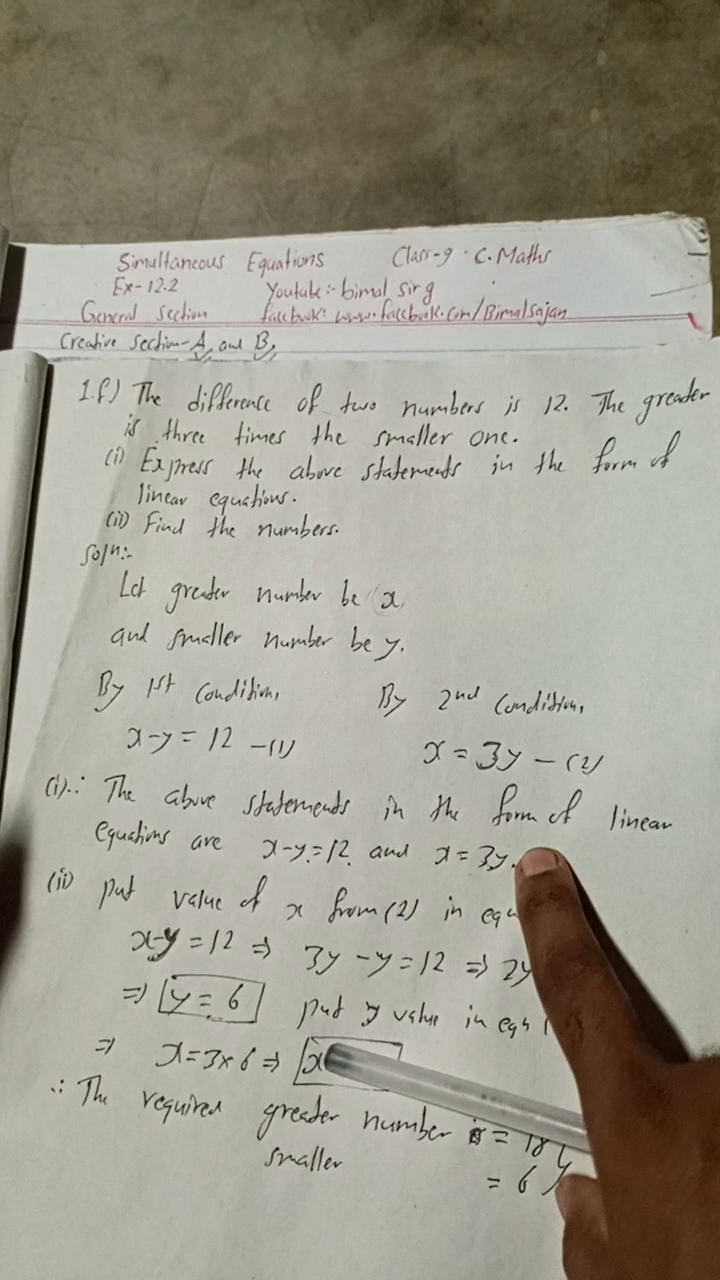 Simultaneous Equations Class-9 C.Maths
Ex-12.2 Youtube:- bimal sir g
General section facebook: www.facebook.com/Bimalsajan
Creative section-A and B,
1.f) The difference of two numbers is 12. The greater
is three times the smaller one.
(i) Express the above statements in the form of
linear equations.
(ii) Find the numbers.
Soln:-
Let greater number be x
and smaller number be y.
By 1st condition, By 2nd condition,
x-y = 12 -(1) x = 3y - (2)
(i)∴ The above statements in the form of linear
equations are x-y=12 and x=3y.
(ii) put value of x from (2) in
x-y = 12 ⇒ 3y - y = 12 ⇒ 2y
⇒ y = 6 put y value in eqn
⇒ x = 3x6 ⇒ x
∴ The required greater number = 18
smaller = 6